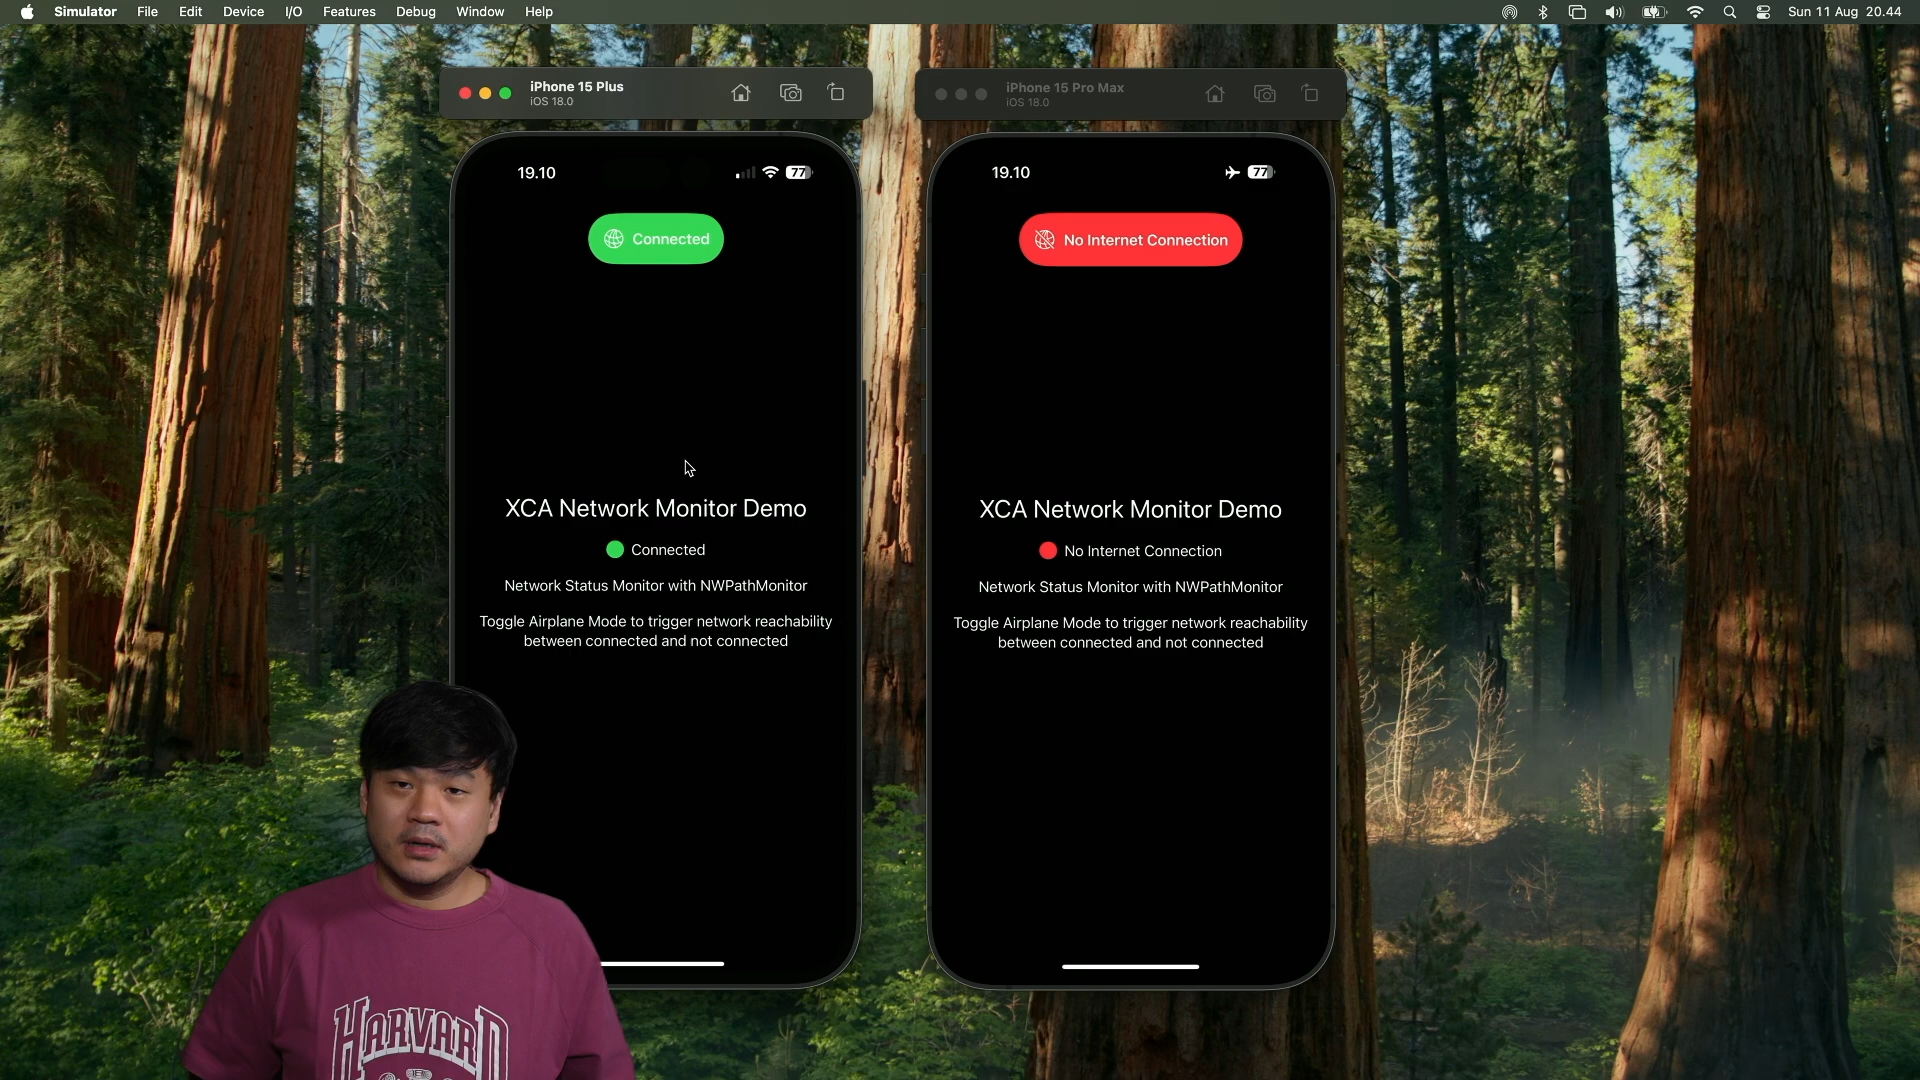 Simulator File Edit Device I/O Features Debug Window Help
Sun 11 Aug 20.44
iPhone 15 Plus
iOS 18.0
19.10
77
Connected
XCA Network Monitor Demo
Connected
Network Status Monitor with NWPathMonitor
Toggle Airplane Mode to trigger network reachability
between connected and not connected
iPhone 15 Pro Max
iOS 18.0
19.10
77
No Internet Connection
XCA Network Monitor Demo
No Internet Connection
Network Status Monitor with NWPathMonitor
Toggle Airplane Mode to trigger network reachability
between connected and not connected
HARVARD